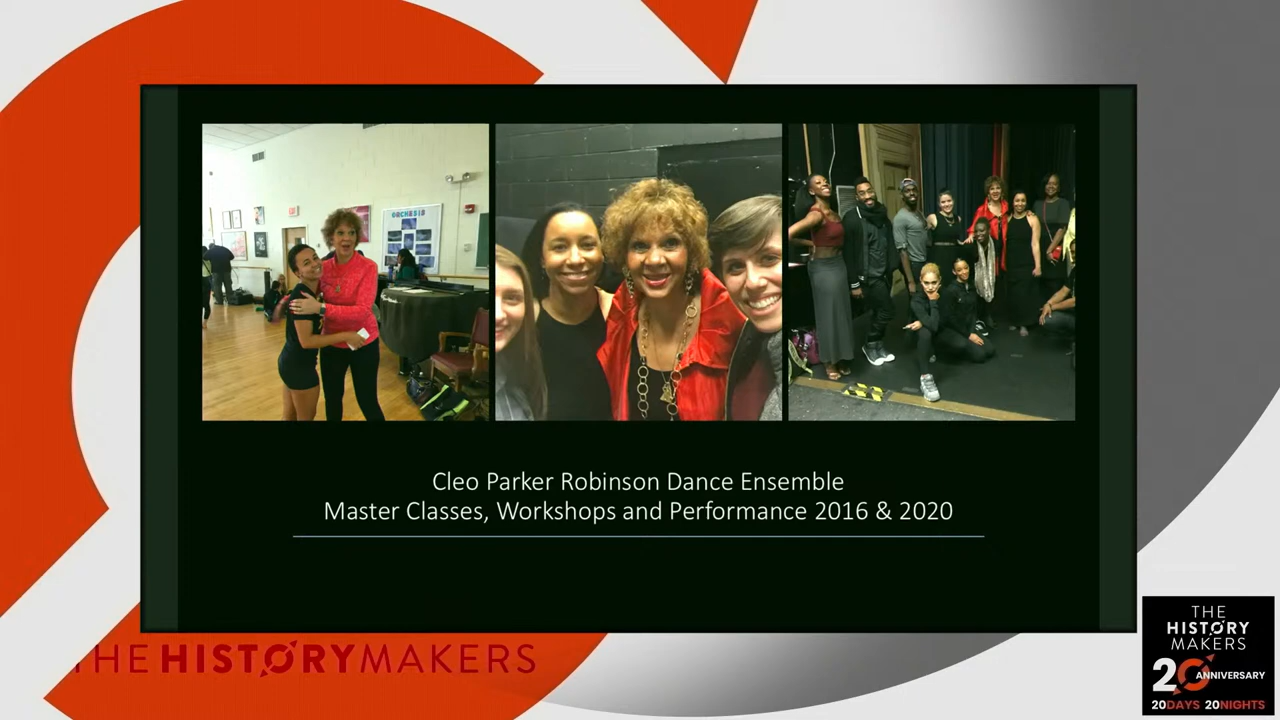 ORCHESIS
Cleo Parker Robinson Dance Ensemble
Master Classes, Workshops and Performance 2016 & 2020
THE HISTORYMAKERS
THE
HISTORY
MAKERS
20 ANNIVERSARY
20DAYS 20NIGHTS